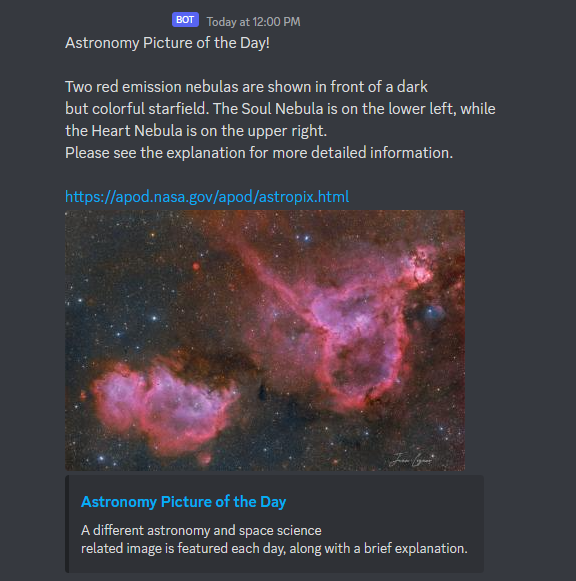 BOT Today at 12:00 PM
Astronomy Picture of the Day!
Two red emission nebulas are shown in front of a dark
but colorful starfield. The Soul Nebula is on the lower left, while
the Heart Nebula is on the upper right.
Please see the explanation for more detailed information.
https://apod.nasa.gov/apod/astropix.html
Astronomy Picture of the Day
A different astronomy and space science
related image is featured each day, along with a brief explanation.